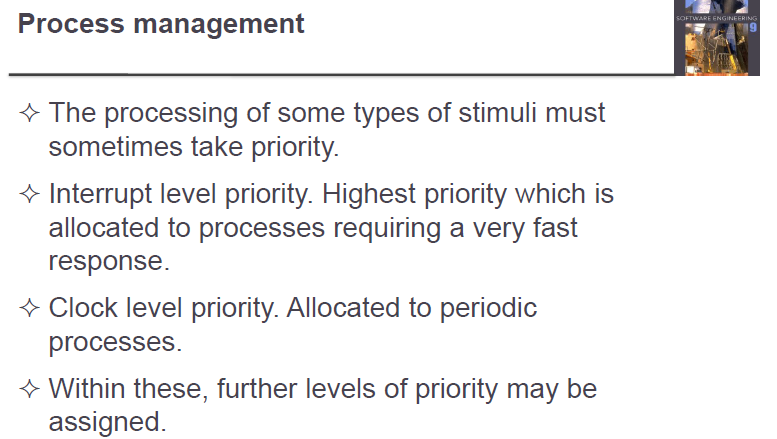 Process management
SOFTWARE ENGINEERING
9
✧ The processing of some types of stimuli must
sometimes take priority.
✧ Interrupt level priority. Highest priority which is
allocated to processes requiring a very fast
response.
✧ Clock level priority. Allocated to periodic
processes.
✧ Within these, further levels of priority may be
assigned.